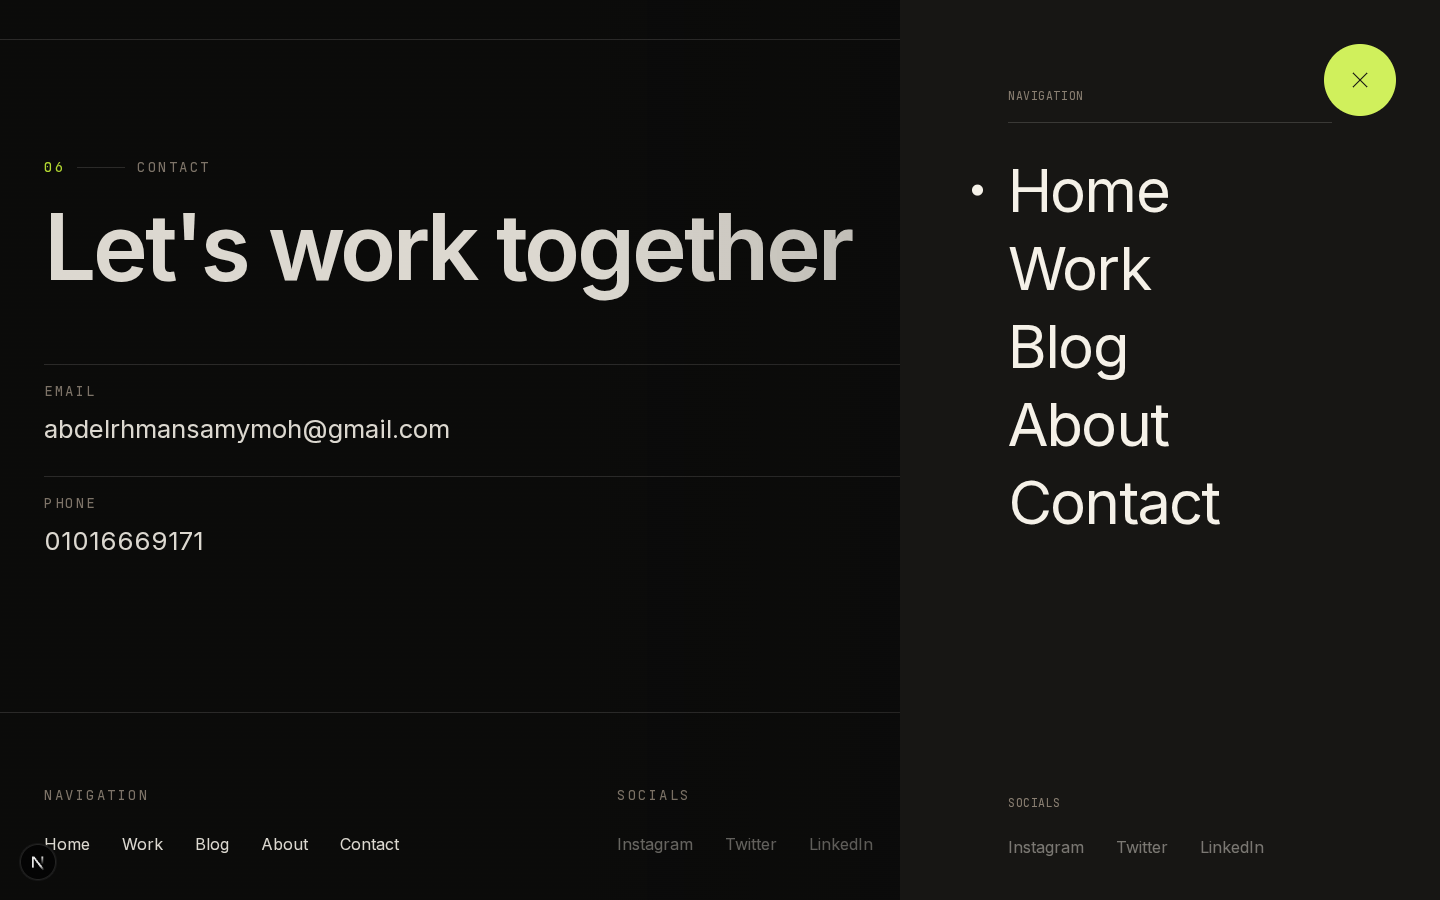 06 CONTACT
Let's work together
EMAIL
abdelrhmansamymoh@gmail.com
PHONE
01016669171
NAVIGATION
Home Work Blog About Contact
SOCIALS
Instagram Twitter LinkedIn
N
NAVIGATION
Home
Work
Blog
About
Contact
SOCIALS
Instagram Twitter LinkedIn